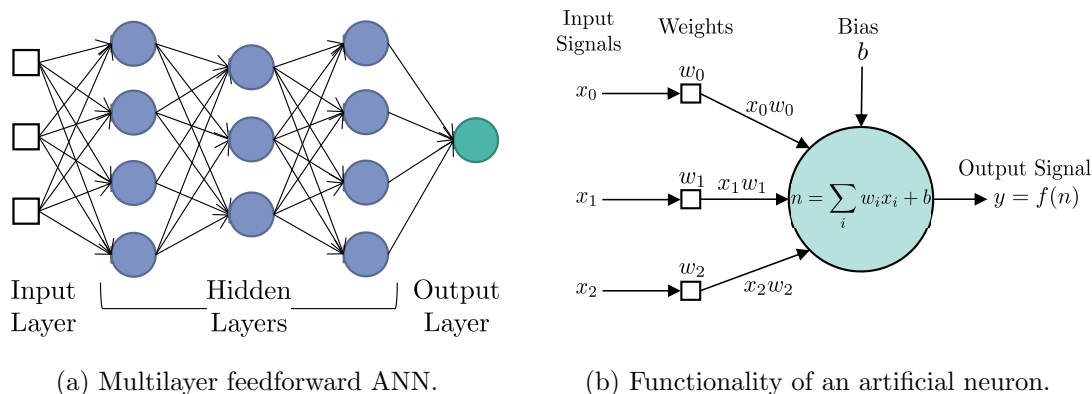 Input
Layer
Hidden
Layers
Output
Layer
(a) Multilayer feedforward ANN.
Input
Signals
Weights
Bias
b
x₀
w₀
x₀w₀
x₁
w₁
x₁w₁
n = ∑ᵢ wᵢxᵢ + b
Output Signal
y = f(n)
x₂
w₂
x₂w₂
(b) Functionality of an artificial neuron.